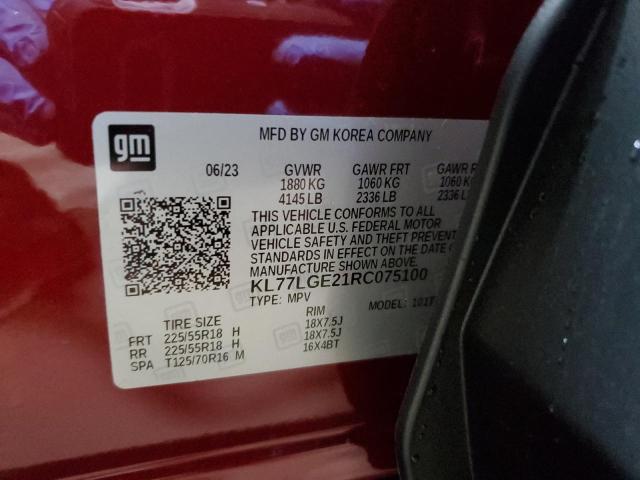 gm
MFD BY GM KOREA COMPANY
06/23 GVWR GAWR FRT GAWR
1880 KG 1060 KG 1060 KG
4145 LB 2336 LB 2336
THIS VEHICLE CONFORMS TO ALL
APPLICABLE U.S. FEDERAL MOTOR
VEHICLE SAFETY AND THEFT PREVENT
STANDARDS IN EFFECT ON THE DATE
MANUFACTURE SHOWN ABOVE.
KL77LGE21RC075100
TYPE: MPV MODEL: 101T
TIRE SIZE RIM
FRT 225/55R18 H 18X7.5J
RR 225/55R18 H 18X7.5J
SPA T125/70R16 M 16X4BT